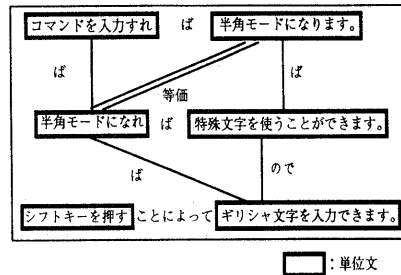 コマンドを入力すれ ば 半角モードになります。
ば ば
等価
半角モードになれ ば 特殊文字を使うことができます。
ば ので
シフトキーを押す ことによって ギリシャ文字を入力できます。
:単位文